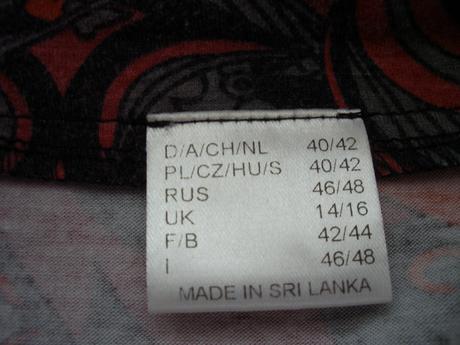 D/A/CH/NL 40/42
PL/CZ/HU/S 40/42
RUS 46/48
UK 14/16
F/B 42/44
I 46/48
MADE IN SRI LANKA